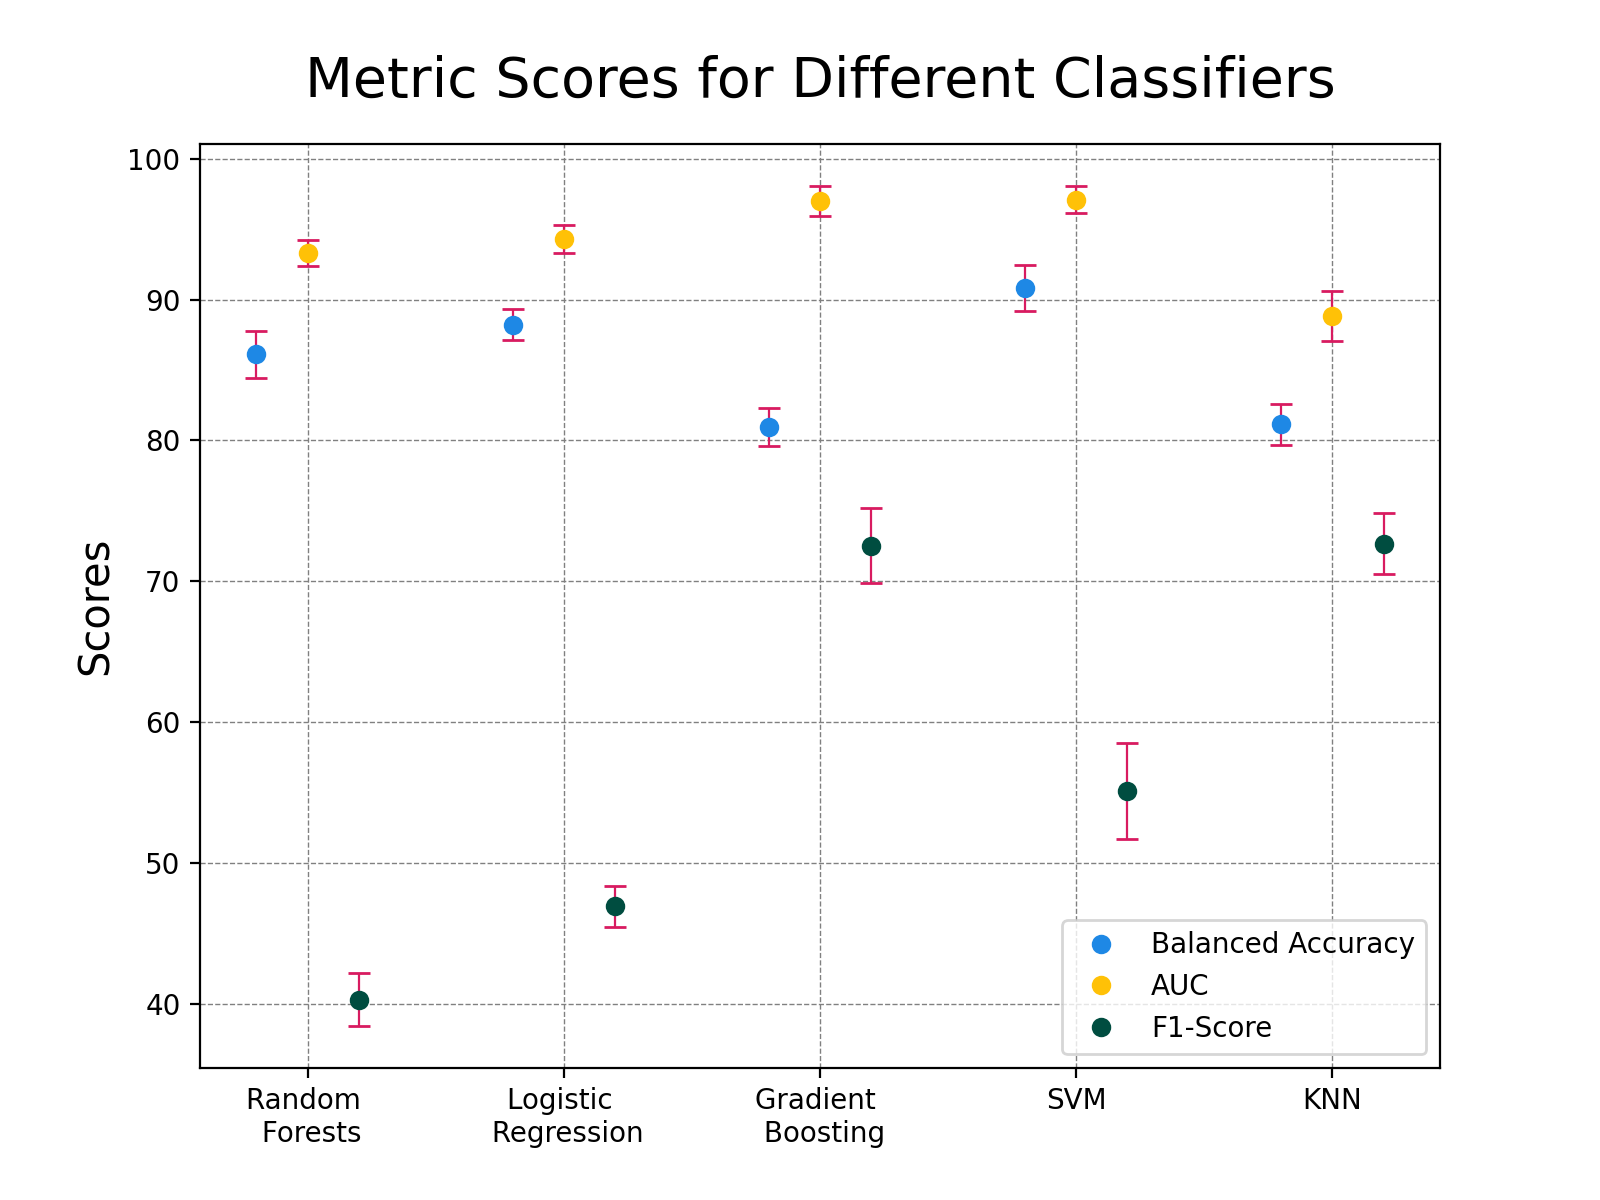 Metric Scores for Different Classifiers
100
90
80
70
60
50
40
Scores
Balanced Accuracy
AUC
F1-Score
Random
Forests
Logistic
Regression
Gradient
Boosting
SVM
KNN